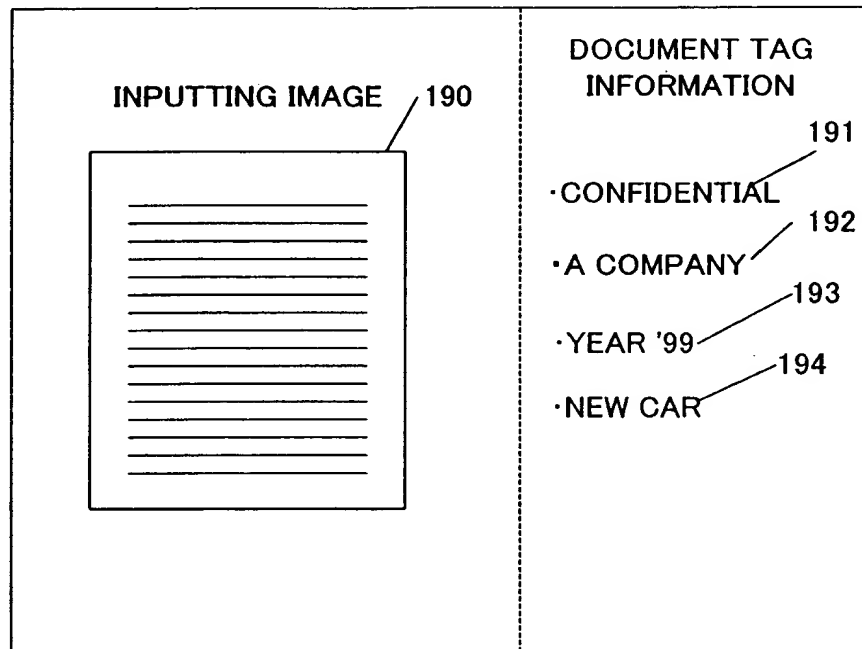 INPUTTING IMAGE
190
DOCUMENT TAG
INFORMATION
191
·CONFIDENTIAL
192
·A COMPANY
193
·YEAR '99
194
·NEW CAR